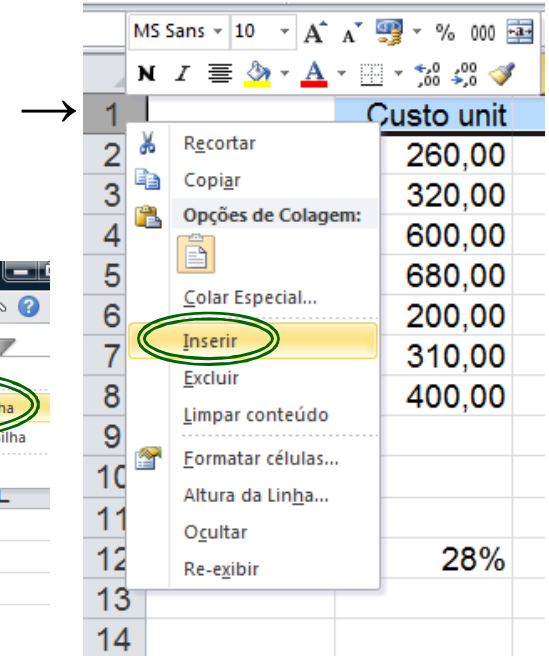 MS Sans 10 A A % 000 a
N I A ,00 ,00
1 Custo unit
2 Recortar 260,00
3 Copiar 320,00
Opções de Colagem:
4 600,00
5 680,00
Colar Especial...
6 200,00
Inserir
7 310,00
Excluir
8 400,00
Limpar conteúdo
9
Formatar células...
10
Altura da Linha...
11
Ocultar
12 28%
Re-exibir
13
14